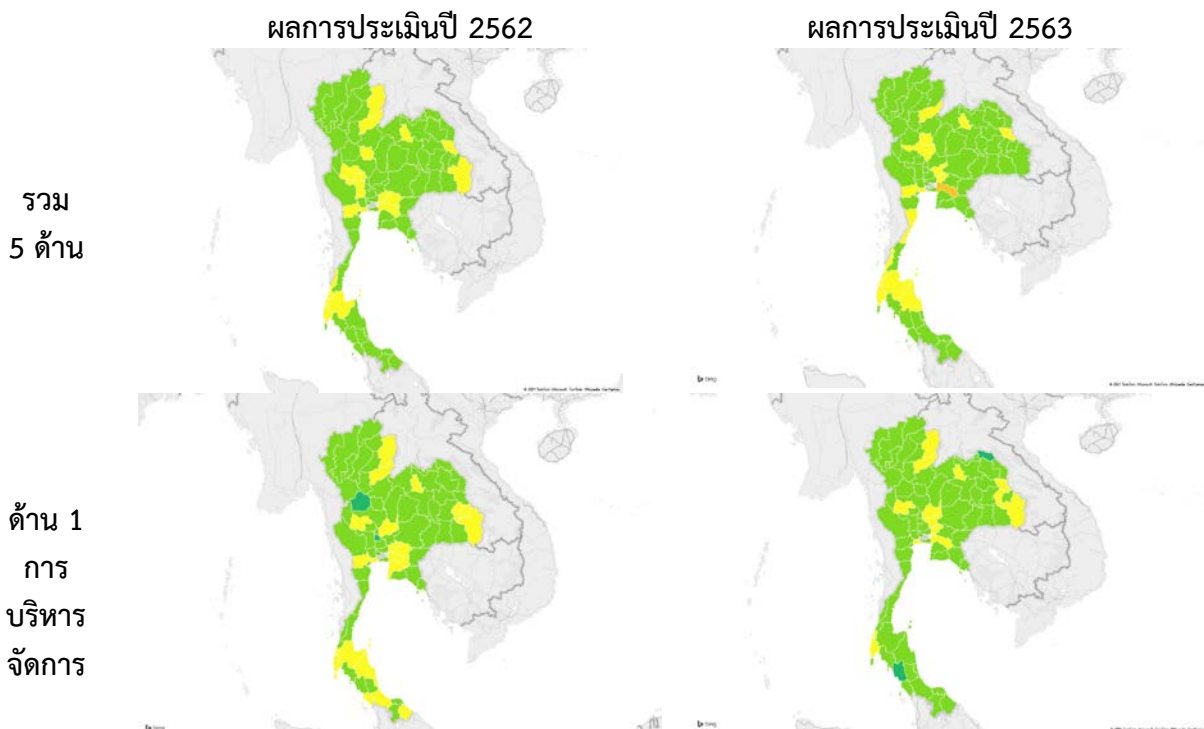 ผลการประเมินปี 2562
ผลการประเมินปี 2563
รวม
5 ด้าน
bing
ด้าน 1
การ
บริหาร
จัดการ
bing